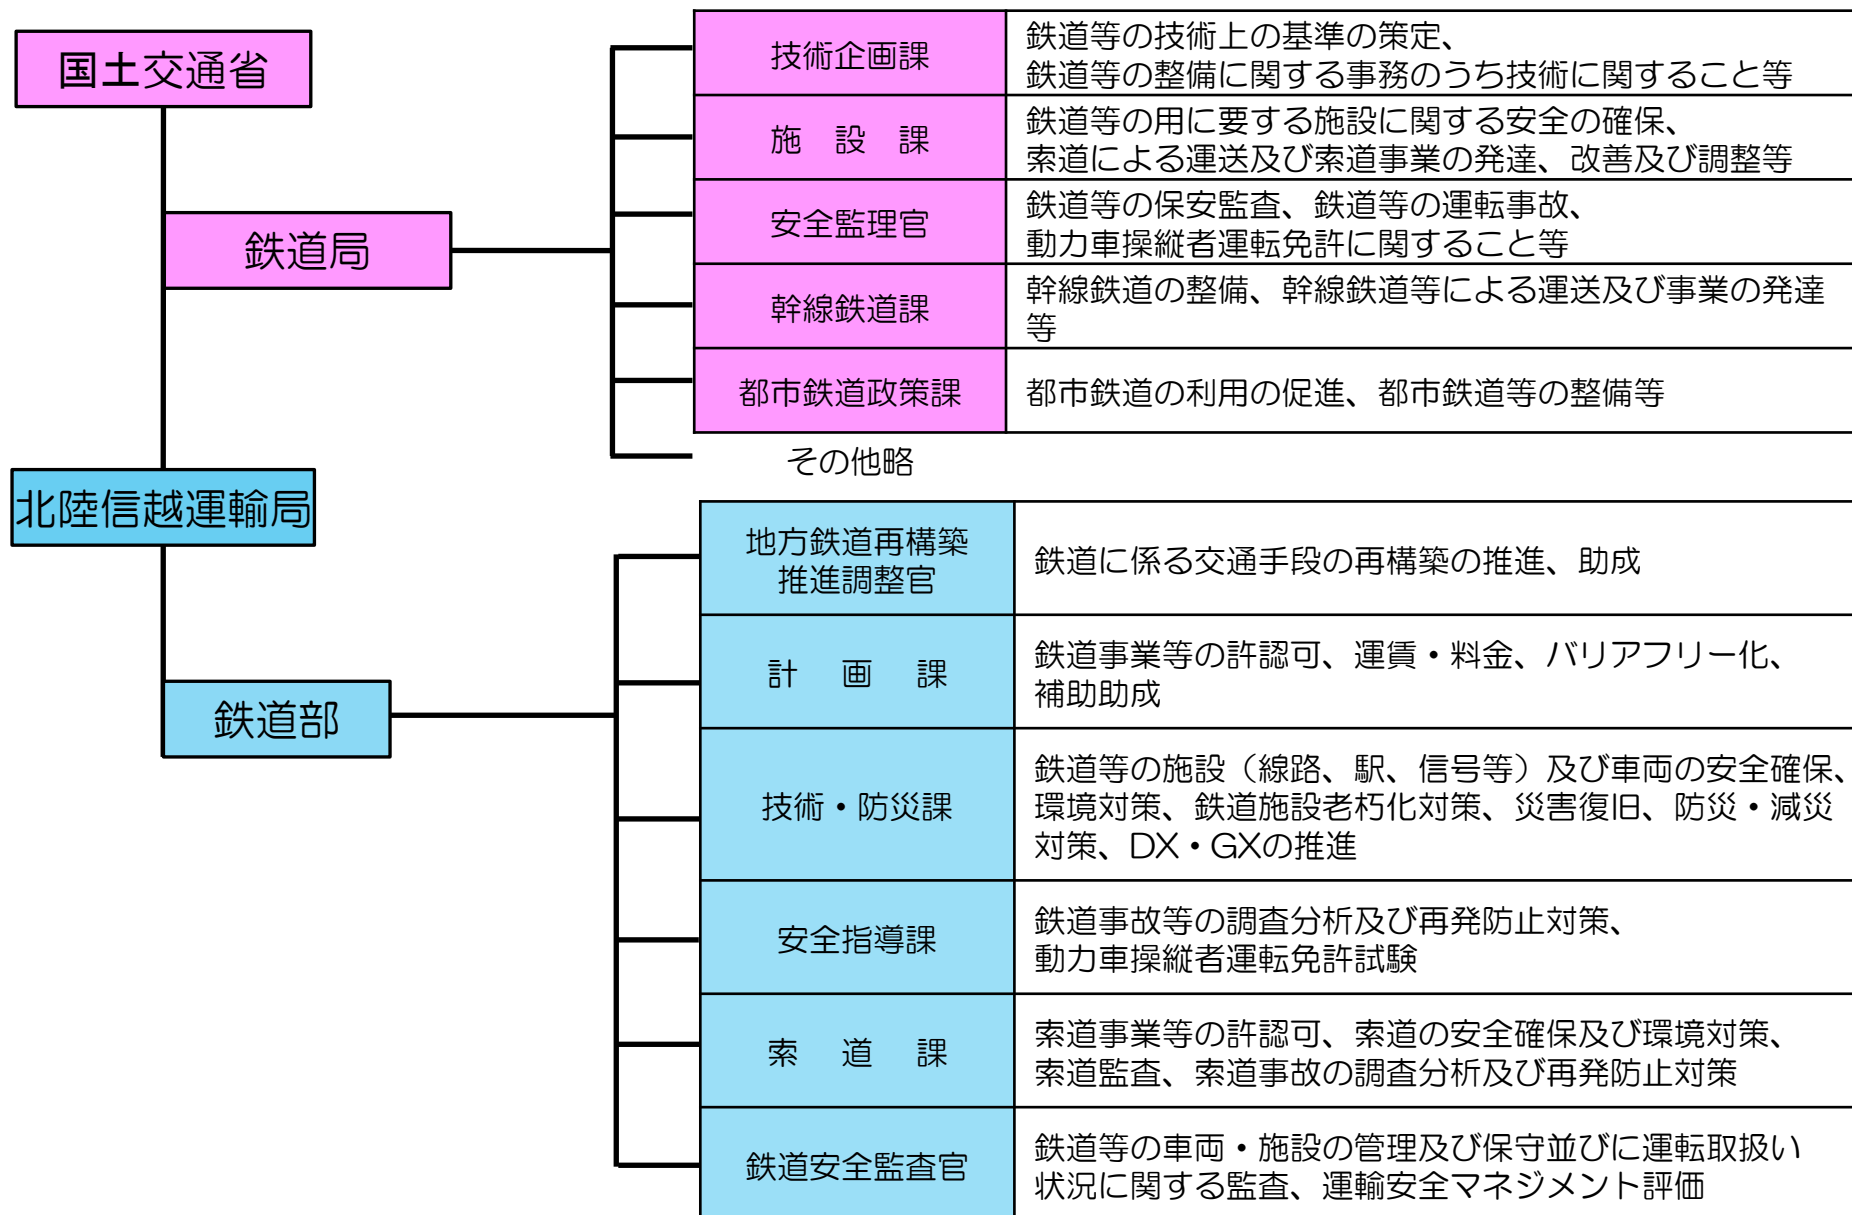 国土交通省
鉄道局
技術企画課
鉄道等の技術上の基準の策定、
鉄道等の整備に関する事務のうち技術に関すること等
施　設　課
鉄道等の用に要する施設に関する安全の確保、
索道による運送及び索道事業の発達、改善及び調整等
安全監理官
鉄道等の保安監査、鉄道等の運転事故、
動力車操縦者運転免許に関すること等
幹線鉄道課
幹線鉄道の整備、幹線鉄道等による運送及び事業の発達
等
都市鉄道政策課
都市鉄道の利用の促進、都市鉄道等の整備等
その他略
北陸信越運輸局
鉄道部
地方鉄道再構築
推進調整官
鉄道に係る交通手段の再構築の推進、助成
計　画　課
鉄道事業等の許認可、運賃・料金、バリアフリー化、
補助助成
技術・防災課
鉄道等の施設（線路、駅、信号等）及び車両の安全確保、
環境対策、鉄道施設老朽化対策、災害復旧、防災・減災
対策、DX・GXの推進
安全指導課
鉄道事故等の調査分析及び再発防止対策、
動力車操縦者運転免許試験
索　道　課
索道事業等の許認可、索道の安全確保及び環境対策、
索道監査、索道事故の調査分析及び再発防止対策
鉄道安全監査官
鉄道等の車両・施設の管理及び保守並びに運転取扱い
状況に関する監査、運輸安全マネジメント評価